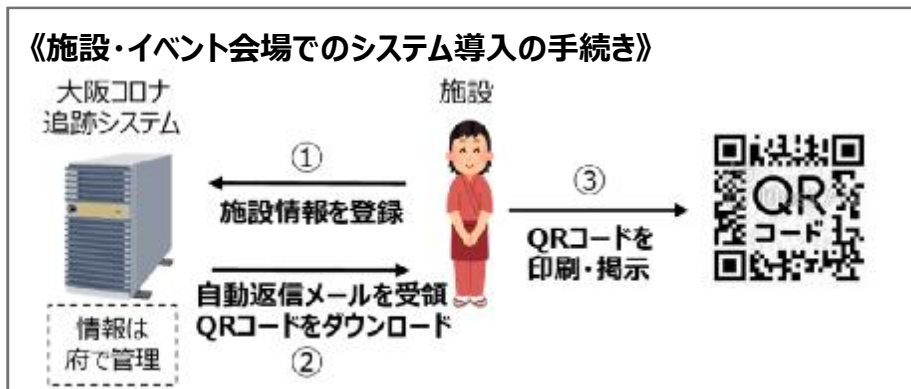 《施設・イベント会場でのシステム導入の手続き》
大阪コロナ
追跡システム
施設
①
施設情報を登録
③
QRコードを
印刷・掲示
QR
コード
自動返信メールを受領
QRコードをダウンロード
②
情報は
府で管理